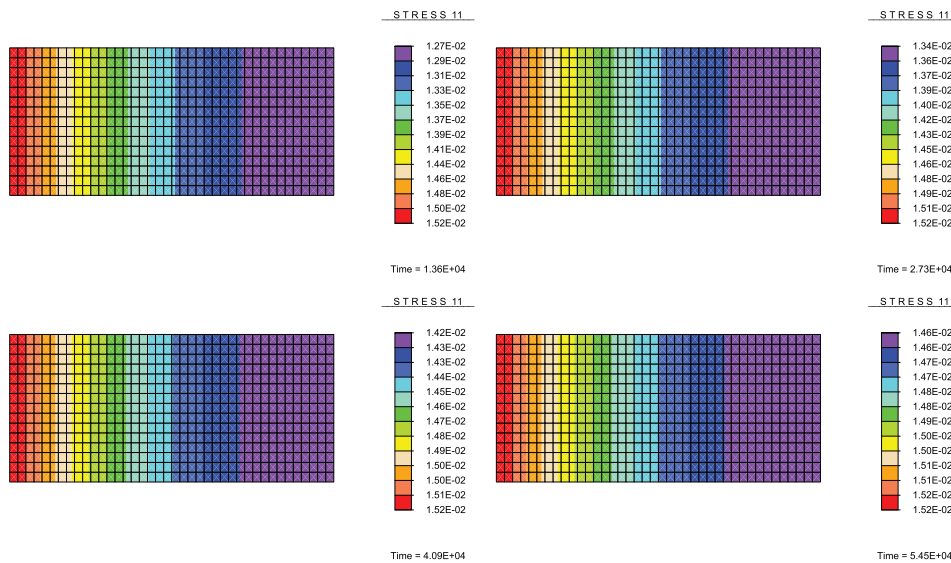 STRESS 11
1.27E-02
1.29E-02
1.31E-02
1.33E-02
1.35E-02
1.37E-02
1.39E-02
1.41E-02
1.44E-02
1.46E-02
1.48E-02
1.50E-02
1.52E-02
Time = 1.36E+04
STRESS 11
1.34E-02
1.36E-02
1.37E-02
1.39E-02
1.40E-02
1.42E-02
1.43E-02
1.45E-02
1.46E-02
1.48E-02
1.49E-02
1.51E-02
1.52E-02
Time = 2.73E+04
STRESS 11
1.42E-02
1.43E-02
1.43E-02
1.44E-02
1.45E-02
1.46E-02
1.47E-02
1.48E-02
1.49E-02
1.50E-02
1.50E-02
1.51E-02
1.52E-02
Time = 4.09E+04
STRESS 11
1.46E-02
1.46E-02
1.47E-02
1.47E-02
1.48E-02
1.48E-02
1.49E-02
1.50E-02
1.50E-02
1.51E-02
1.51E-02
1.52E-02
1.52E-02
Time = 5.45E+04